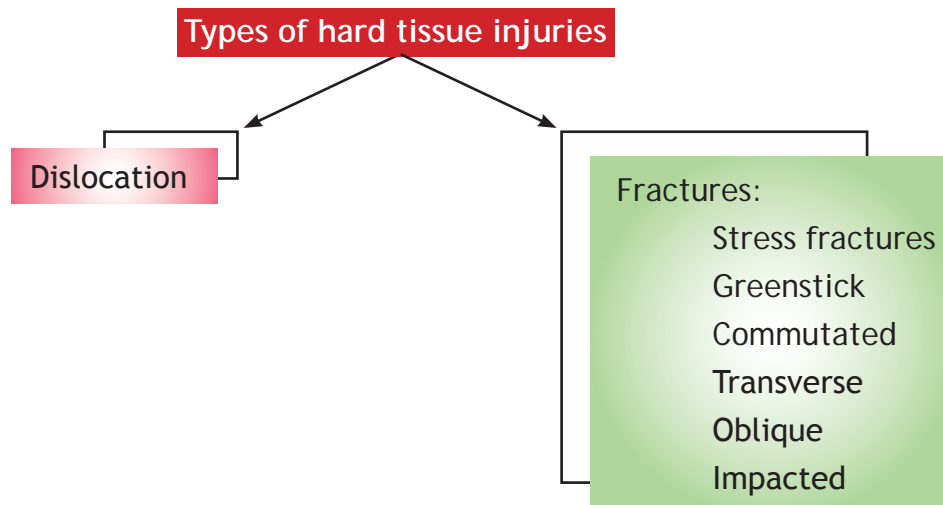 Types of hard tissue injuries
Dislocation
Fractures:
Stress fractures
Greenstick
Commutated
Transverse
Oblique
Impacted